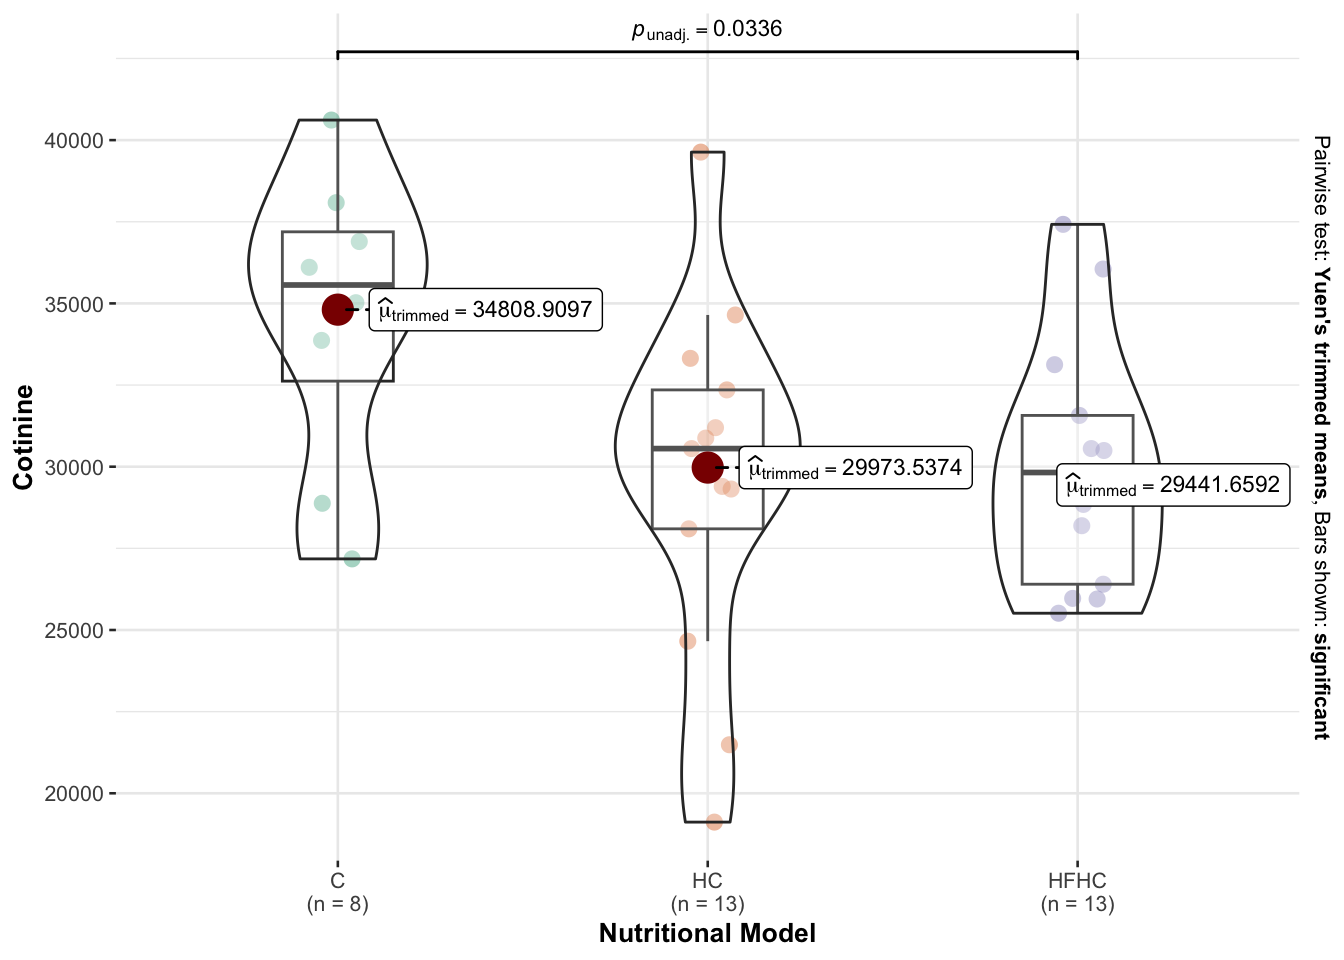 p unadj. = 0.0336
40000
35000
30000
25000
20000
Cotinine
μ̂ trimmed = 34808.9097
μ̂ trimmed = 29973.5374
μ̂ trimmed = 29441.6592
C
(n = 8)
HC
(n = 13)
HFHC
(n = 13)
Nutritional Model
Pairwise test: Yuen's trimmed means, Bars shown: significant